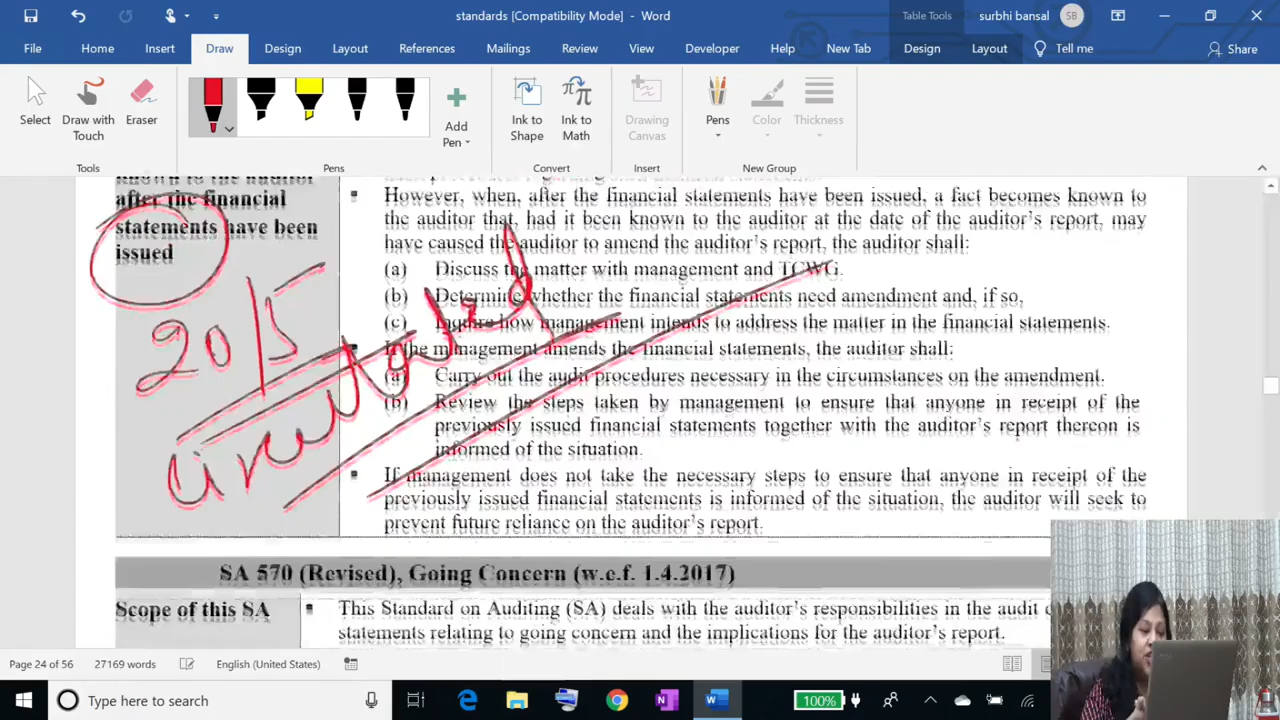 standards [Compatibility Mode] - Word
Table Tools
surbhi bansal
SB
File Home Insert Draw Design Layout References Mailings Review View Developer Help New Tab Design Layout Tell me Share
Select
Draw with Touch
Eraser
Add Pen
Ink to Shape
Ink to Math
Drawing Canvas
Pens
Color
Thickness
Tools
Pens
Convert
Insert
New Group
known to the auditor
after the financial
statements have been
issued
2015
However, when, after the financial statements have been issued, a fact becomes known to
the auditor that, had it been known to the auditor at the date of the auditor's report, may
have caused the auditor to amend the auditor's report, the auditor shall:
(a) Discuss the matter with management and TCWG.
(b) Determine whether the financial statements need amendment and, if so,
(c) Inquire how management intends to address the matter in the financial statements.
If the management amends the financial statements, the auditor shall:
(a) Carry out the audit procedures necessary in the circumstances on the amendment.
(b) Review the steps taken by management to ensure that anyone in receipt of the
previously issued financial statements together with the auditor's report thereon is
informed of the situation.
If management does not take the necessary steps to ensure that anyone in receipt of the
previously issued financial statements is informed of the situation, the auditor will seek to
prevent future reliance on the auditor's report.
SA 570 (Revised), Going Concern (w.e.f. 1.4.2017)
Scope of this SA
This Standard on Auditing (SA) deals with the auditor's responsibilities in the audit
statements relating to going concern and the implications for the auditor's report.
Page 24 of 56
27169 words
English (United States)
Type here to search
100%